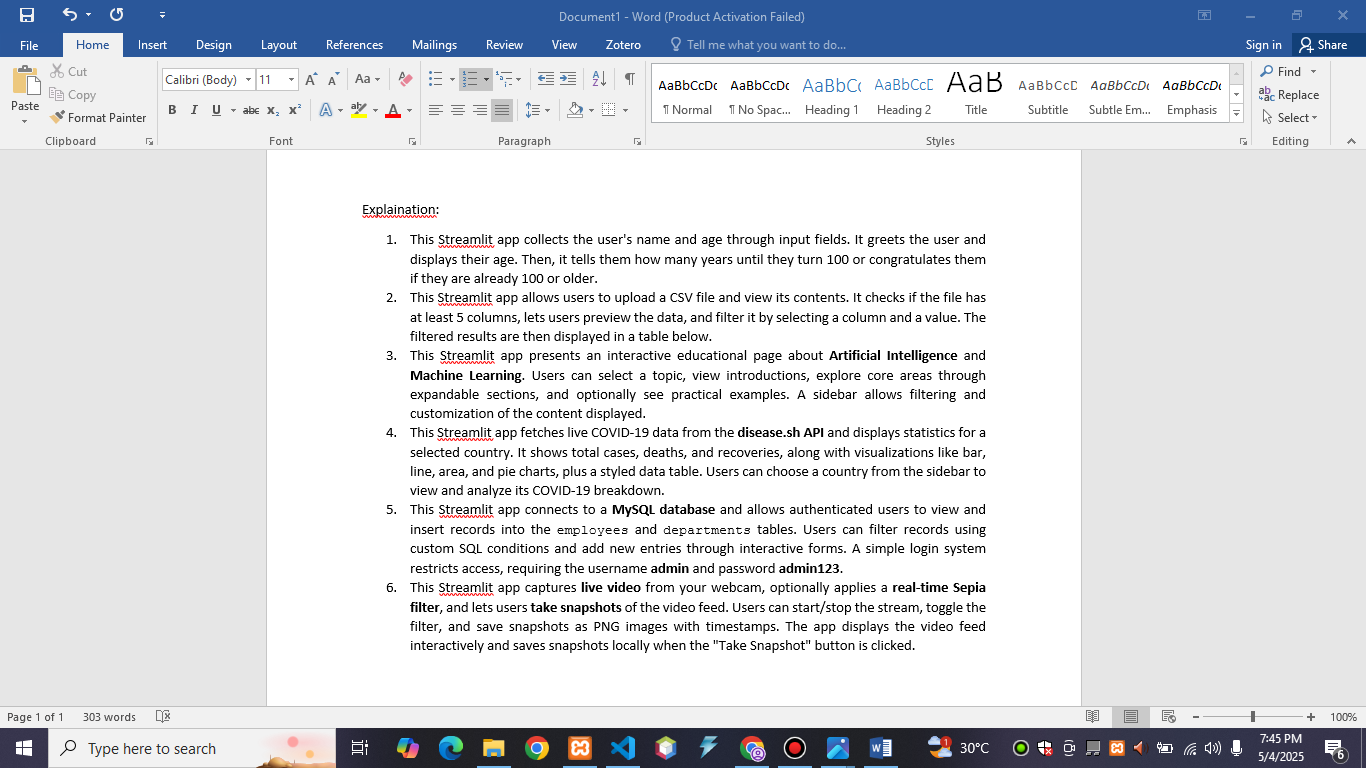 Document1 - Word (Product Activation Failed)
File Home Insert Design Layout References Mailings Review View Zotero Tell me what you want to do... Sign in Share
Paste
Cut
Copy
Format Painter
Clipboard
Calibri (Body) 11
Aa
B I U abc x₂ x² A ab A
Font
Paragraph
AaBbCcDc AaBbCcDc AaBbCc AaBbCcD AaB AaBbCcD AaBbCcDc AaBbCcDc
¶ Normal ¶ No Spac... Heading 1 Heading 2 Title Subtitle Subtle Em... Emphasis
Styles
Find
Replace
Select
Editing
Explaination:
1. This Streamlit app collects the user's name and age through input fields. It greets the user and
displays their age. Then, it tells them how many years until they turn 100 or congratulates them
if they are already 100 or older.
2. This Streamlit app allows users to upload a CSV file and view its contents. It checks if the file has
at least 5 columns, lets users preview the data, and filter it by selecting a column and a value. The
filtered results are then displayed in a table below.
3. This Streamlit app presents an interactive educational page about Artificial Intelligence and
Machine Learning. Users can select a topic, view introductions, explore core areas through
expandable sections, and optionally see practical examples. A sidebar allows filtering and
customization of the content displayed.
4. This Streamlit app fetches live COVID-19 data from the disease.sh API and displays statistics for a
selected country. It shows total cases, deaths, and recoveries, along with visualizations like bar,
line, area, and pie charts, plus a styled data table. Users can choose a country from the sidebar to
view and analyze its COVID-19 breakdown.
5. This Streamlit app connects to a MySQL database and allows authenticated users to view and
insert records into the employees and departments tables. Users can filter records using
custom SQL conditions and add new entries through interactive forms. A simple login system
restricts access, requiring the username admin and password admin123.
6. This Streamlit app captures live video from your webcam, optionally applies a real-time Sepia
filter, and lets users take snapshots of the video feed. Users can start/stop the stream, toggle the
filter, and save snapshots as PNG images with timestamps. The app displays the video feed
interactively and saves snapshots locally when the "Take Snapshot" button is clicked.
Page 1 of 1 303 words 100%
Type here to search
30°C
7:45 PM
5/4/2025
6